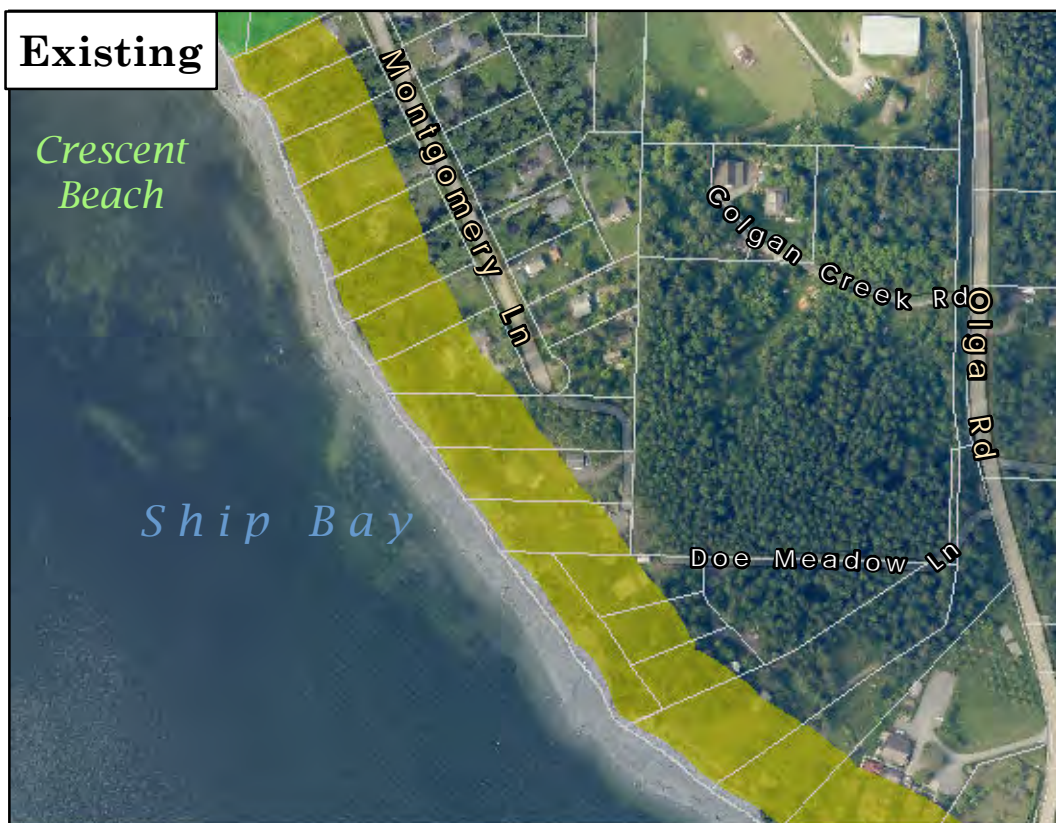 Existing
Crescent
Beach
Montgomery Ln
Colgan Creek Rd
Olga Rd
Ship Bay
Doe Meadow Ln